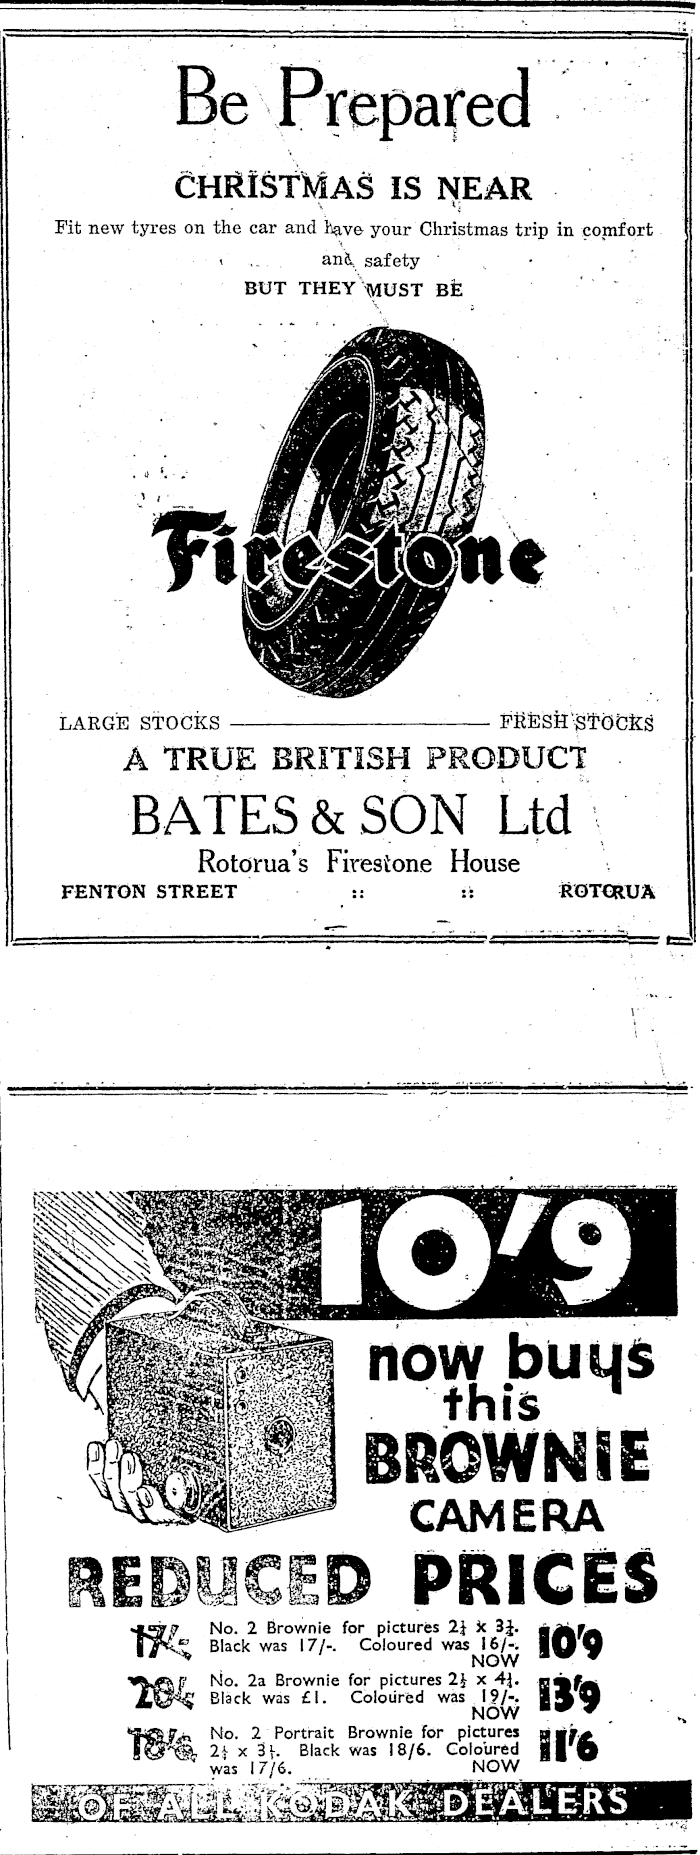 Be Prepared
CHRISTMAS IS NEAR
Fit new tyres on the car and have your Christmas trip in comfort
and safety
BUT THEY MUST BE
Firestone
LARGE STOCKS FRESH STOCKS
A TRUE BRITISH PRODUCT
BATES & SON Ltd
Rotorua's Firestone House
FENTON STREET :: :: ROTORUA
10'9
now buys
this
BROWNIE
CAMERA
REDUCED PRICES
17/- No. 2 Brownie for pictures 2¼ x 3¼. 10'9
Black was 17/-. Coloured was 16/-.
NOW
20/- No. 2a Brownie for pictures 2½ x 4¼. 13'9
Black was £1. Coloured was 19/-.
NOW
18/6 No. 2 Portrait Brownie for pictures 11'6
2¼ x 3¼. Black was 18/6. Coloured
was 17/6. NOW
OF ALL KODAK DEALERS